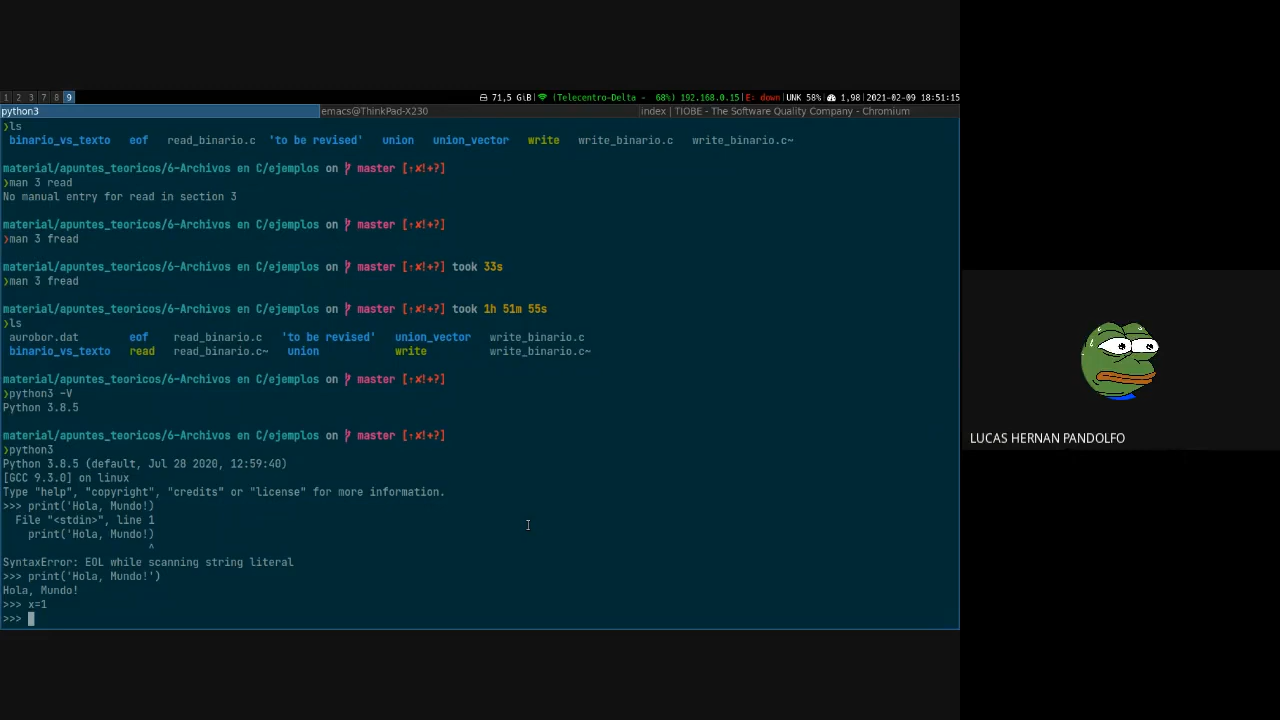 1 2 3 7 8 9 71,5 GiB| (Telecentro-Delta - 68%) 192.168.0.15|E: down|UNK 58%| 1,98|2021-02-09 18:51:15
python3 emacs@ThinkPad-X230 index | TIOBE - The Software Quality Company - Chromium
❯ls
binario_vs_texto eof read_binario.c 'to be revised' union union_vector write write_binario.c write_binario.c~
material/apuntes_teoricos/6-Archivos en C/ejemplos on master [↑✘!+?]
❯man 3 read
No manual entry for read in section 3
material/apuntes_teoricos/6-Archivos en C/ejemplos on master [↑✘!+?]
❯man 3 fread
material/apuntes_teoricos/6-Archivos en C/ejemplos on master [↑✘!+?] took 33s
❯man 3 fread
material/apuntes_teoricos/6-Archivos en C/ejemplos on master [↑✘!+?] took 1h 51m 55s
❯ls
aurobor.dat eof read_binario.c 'to be revised' union_vector write_binario.c
binario_vs_texto read read_binario.c~ union write write_binario.c~
material/apuntes_teoricos/6-Archivos en C/ejemplos on master [↑✘!+?]
❯python3 -V
Python 3.8.5
material/apuntes_teoricos/6-Archivos en C/ejemplos on master [↑✘!+?]
❯python3
Python 3.8.5 (default, Jul 28 2020, 12:59:40)
[GCC 9.3.0] on linux
Type "help", "copyright", "credits" or "license" for more information.
>>> print('Hola, Mundo!)
File "<stdin>", line 1
print('Hola, Mundo!)
^
SyntaxError: EOL while scanning string literal
>>> print('Hola, Mundo!')
Hola, Mundo!
>>> x=1
>>>
LUCAS HERNAN PANDOLFO